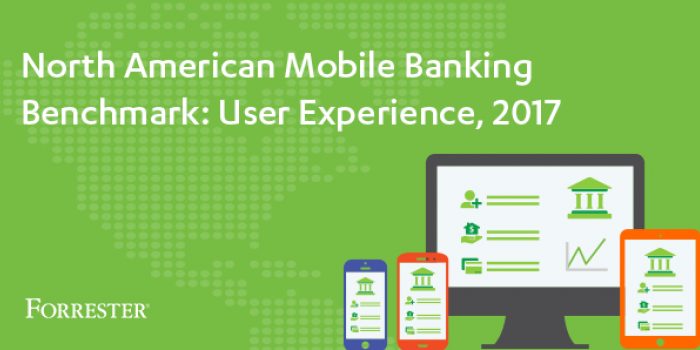 North American Mobile Banking
Benchmark: User Experience, 2017
FORRESTER®